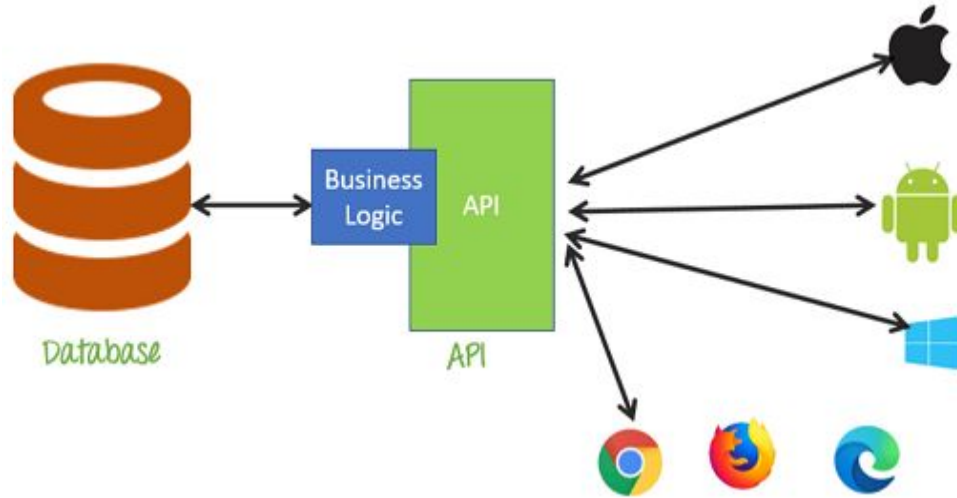 Business
Logic
API
Database
API